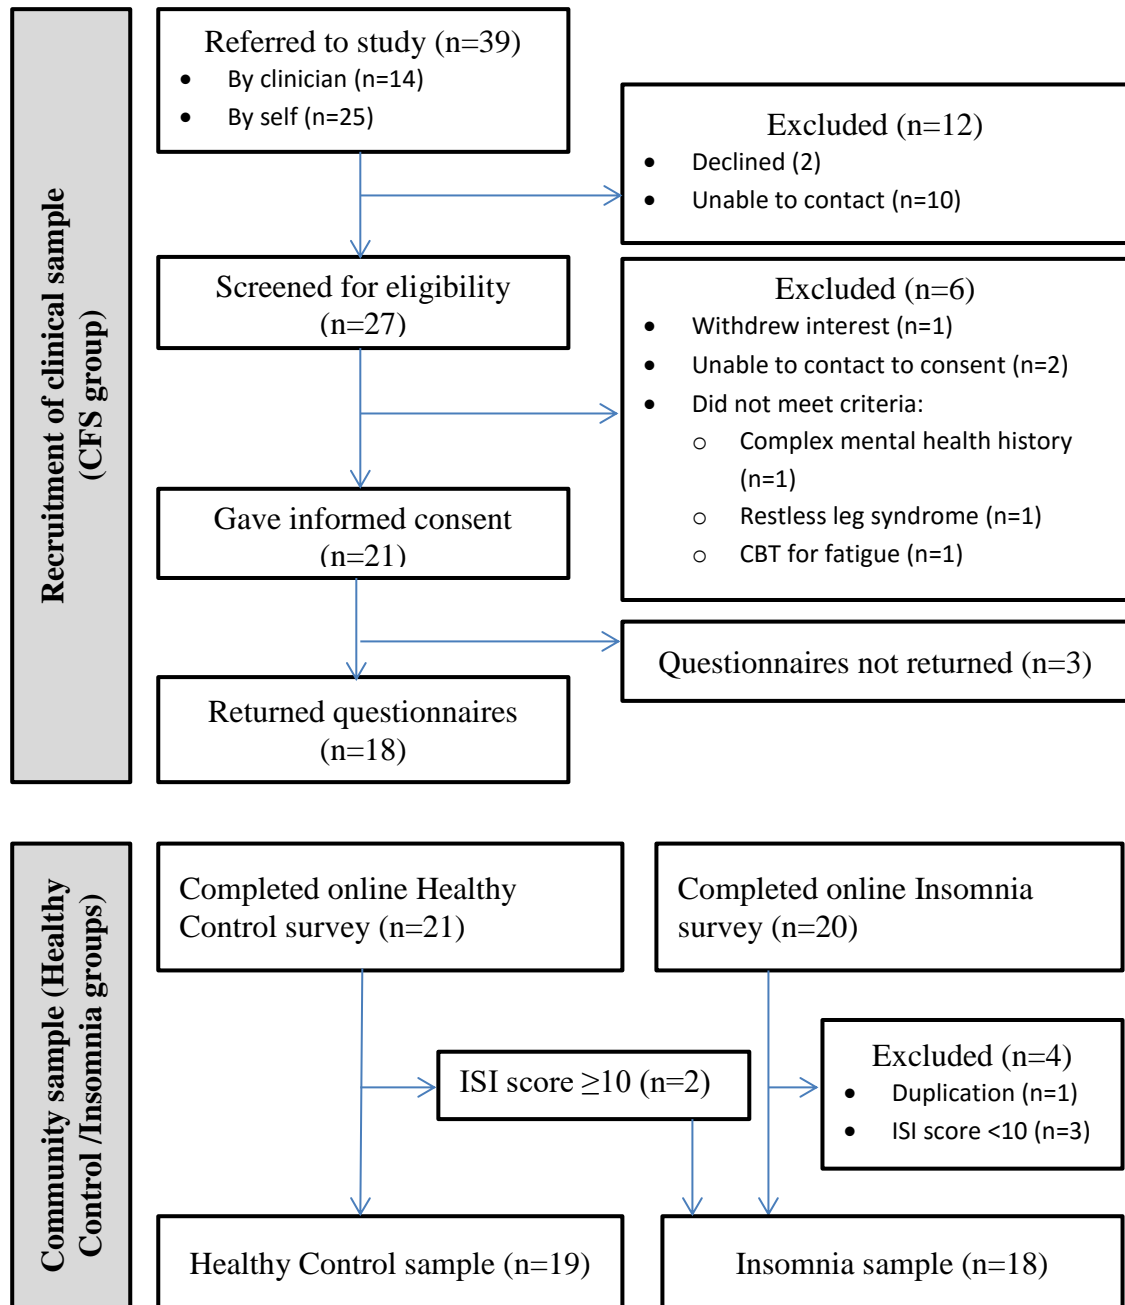 Recruitment of clinical sample
(CFS group)
Referred to study (n=39)
• By clinician (n=14)
• By self (n=25)
Excluded (n=12)
• Declined (2)
• Unable to contact (n=10)
Screened for eligibility
(n=27)
Excluded (n=6)
• Withdrew interest (n=1)
• Unable to contact to consent (n=2)
• Did not meet criteria:
o Complex mental health history
(n=1)
o Restless leg syndrome (n=1)
o CBT for fatigue (n=1)
Gave informed consent
(n=21)
Questionnaires not returned (n=3)
Returned questionnaires
(n=18)
Community sample (Healthy
Control /Insomnia groups)
Completed online Healthy
Control survey (n=21)
Completed online Insomnia
survey (n=20)
ISI score ≥10 (n=2)
Excluded (n=4)
• Duplication (n=1)
• ISI score <10 (n=3)
Healthy Control sample (n=19)
Insomnia sample (n=18)